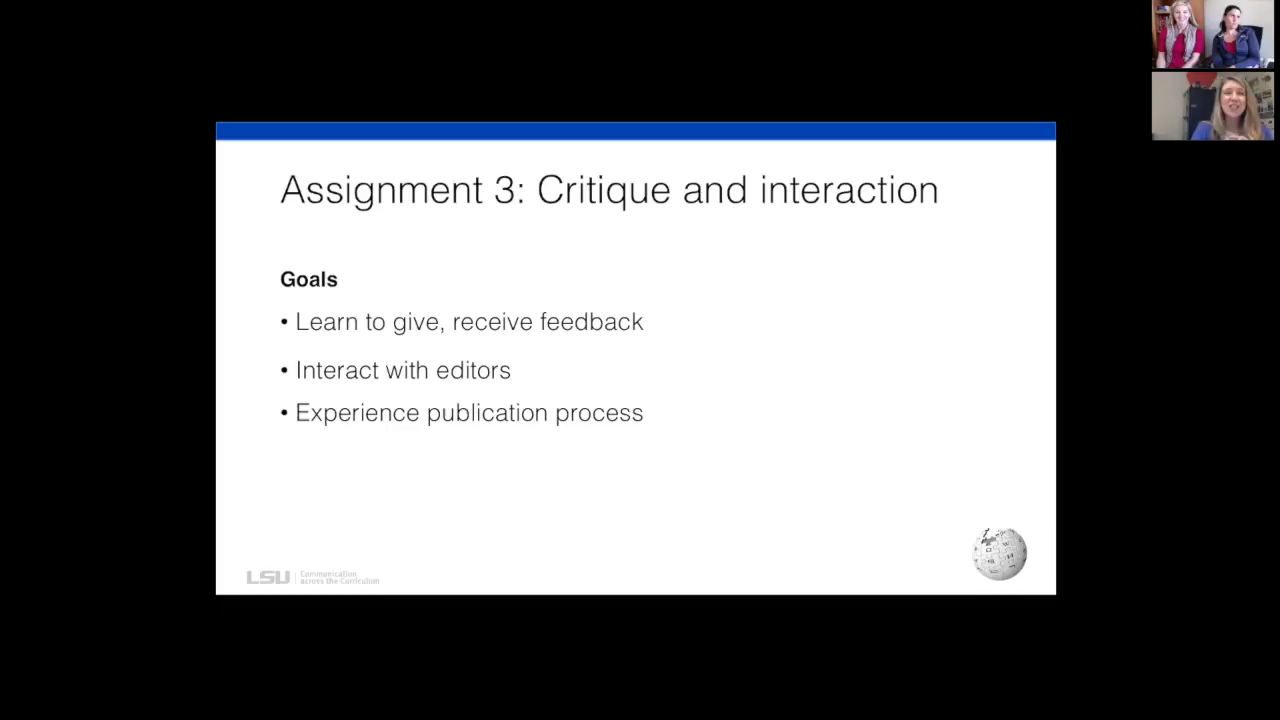 Assignment 3: Critique and interaction
Goals
• Learn to give, receive feedback
• Interact with editors
• Experience publication process
LSU
Communication
across the Curriculum